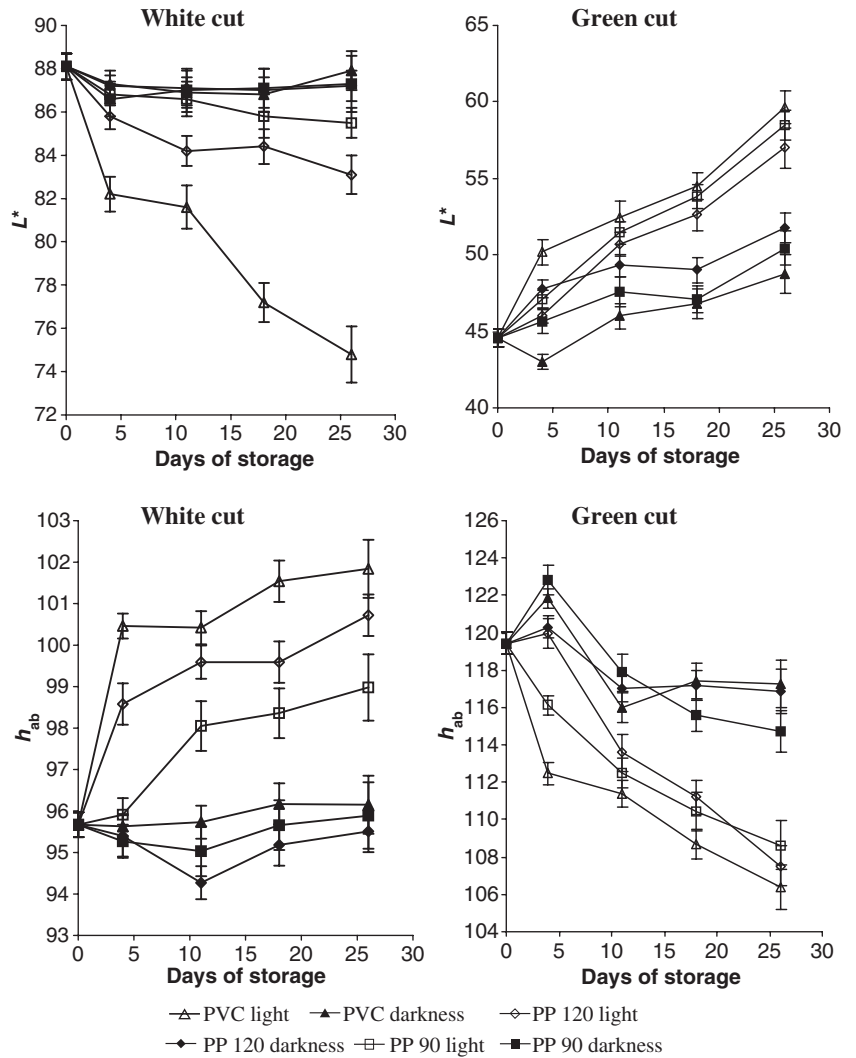 White cut
90
88
86
84
82
80
78
76
74
72
L*
0 5 10 15 20 25 30
Days of storage
Green cut
65
60
55
50
45
40
L*
0 5 10 15 20 25 30
Days of storage
White cut
103
102
101
100
99
98
97
96
95
94
93
hab
0 5 10 15 20 25 30
Days of storage
Green cut
126
124
122
120
118
116
114
112
110
108
106
104
hab
0 5 10 15 20 25 30
Days of storage
PVC light PVC darkness PP 120 light
PP 120 darkness PP 90 light PP 90 darkness